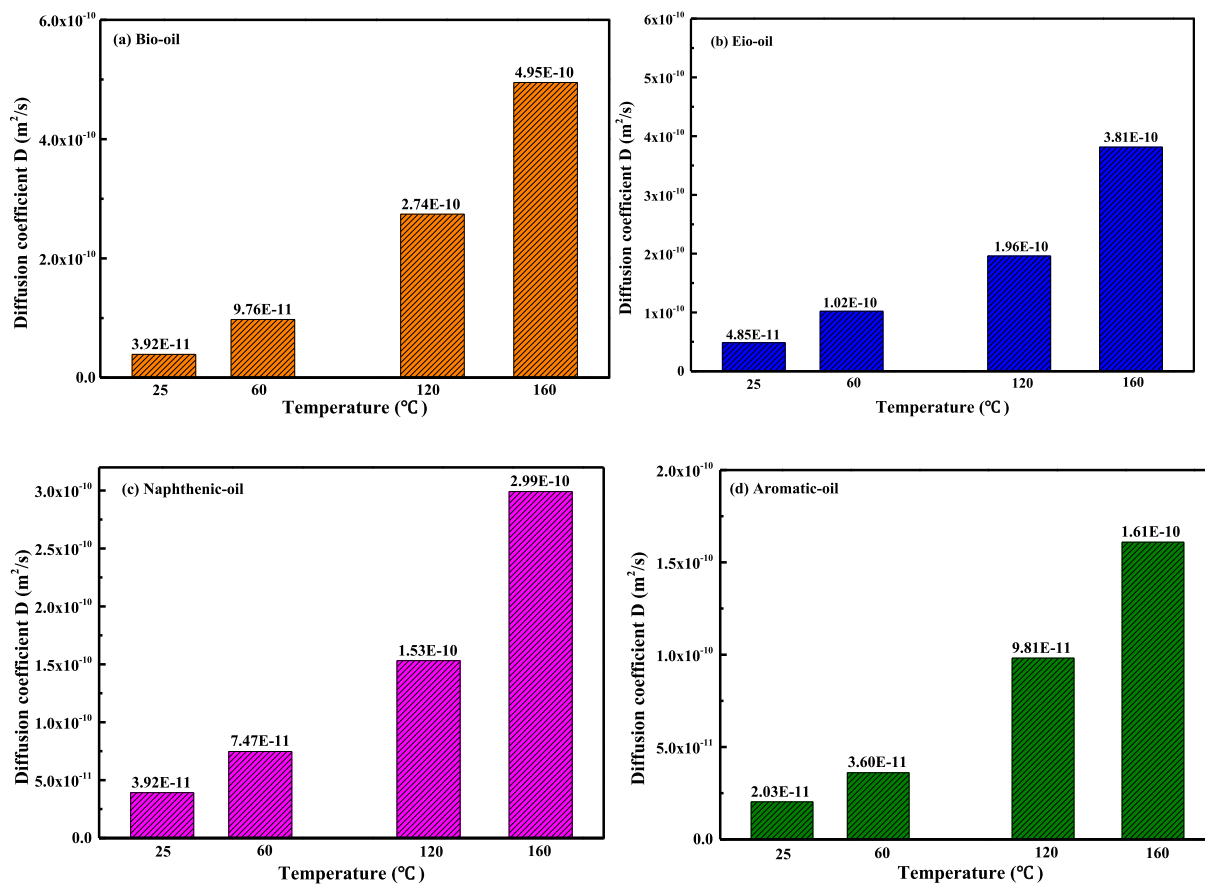 (a) Bio-oil
Diffusion coefficient D (m²/s)
6.0x10⁻¹⁰
4.0x10⁻¹⁰
2.0x10⁻¹⁰
0.0
3.92E-11
9.76E-11
2.74E-10
4.95E-10
25 60 120 160
Temperature (℃)
(b) Eio-oil
Diffusion coefficient D (m²/s)
6x10⁻¹⁰
5x10⁻¹⁰
4x10⁻¹⁰
3x10⁻¹⁰
2x10⁻¹⁰
1x10⁻¹⁰
0
4.85E-11
1.02E-10
1.96E-10
3.81E-10
25 60 120 160
Temperature (℃)
(c) Naphthenic-oil
Diffusion coefficient D (m²/s)
3.0x10⁻¹⁰
2.5x10⁻¹⁰
2.0x10⁻¹⁰
1.5x10⁻¹⁰
1.0x10⁻¹⁰
5.0x10⁻¹¹
0.0
3.92E-11
7.47E-11
1.53E-10
2.99E-10
25 60 120 160
Temperature (℃)
(d) Aromatic-oil
Diffusion coefficient D (m²/s)
2.0x10⁻¹⁰
1.5x10⁻¹⁰
1.0x10⁻¹⁰
5.0x10⁻¹¹
0.0
2.03E-11
3.60E-11
9.81E-11
1.61E-10
25 60 120 160
Temperature (℃)